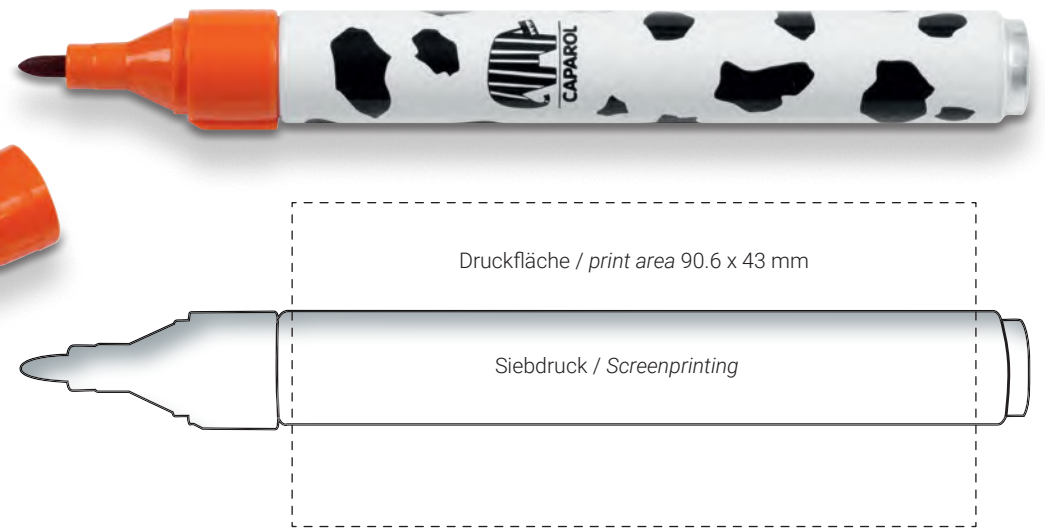 CAPAROL
Druckfläche / print area 90.6 x 43 mm
Siebdruck / Screenprinting